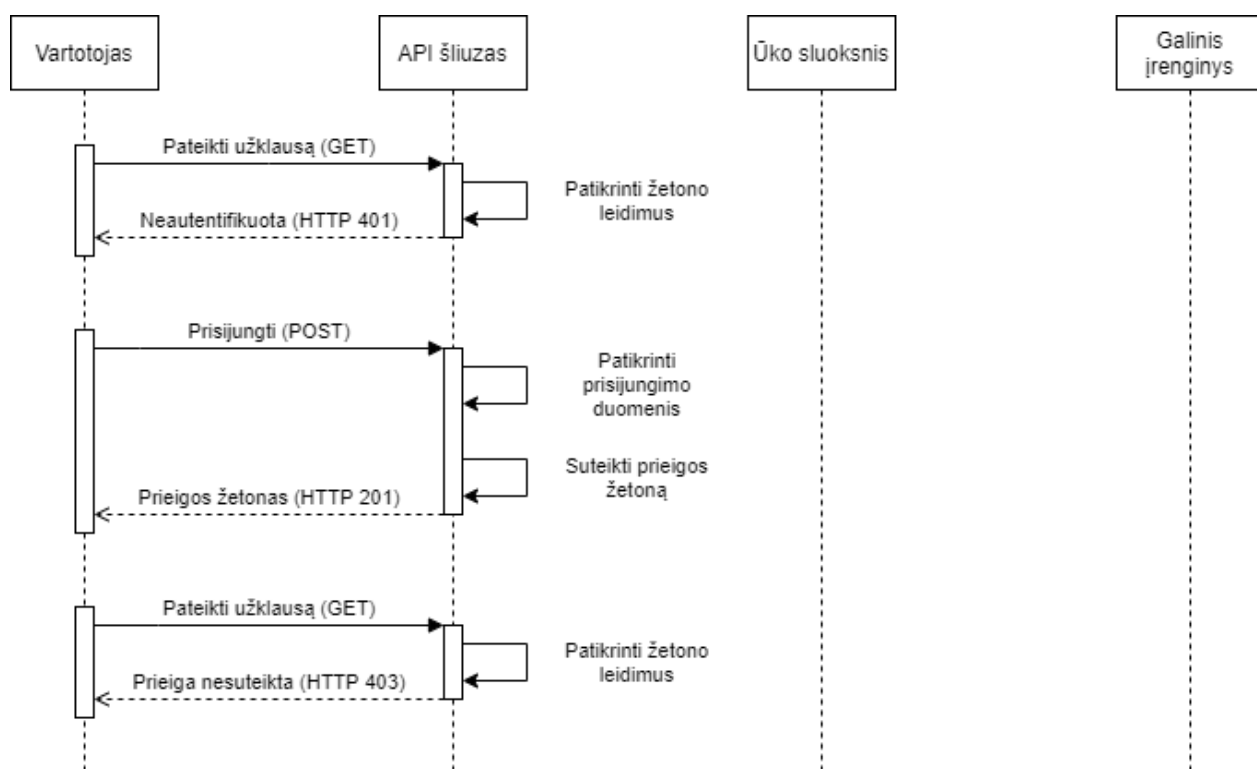 Vartotojas
API šliuzas
Ūko sluoksnis
Galinis
įrenginys
Pateikti užklausą (GET)
Patikrinti žetono
leidimus
Neautentifikuota (HTTP 401)
Prisijungti (POST)
Patikrinti
prisijungimo
duomenis
Suteikti prieigos
žetoną
Prieigos žetonas (HTTP 201)
Pateikti užklausą (GET)
Patikrinti žetono
leidimus
Prieiga nesuteikta (HTTP 403)